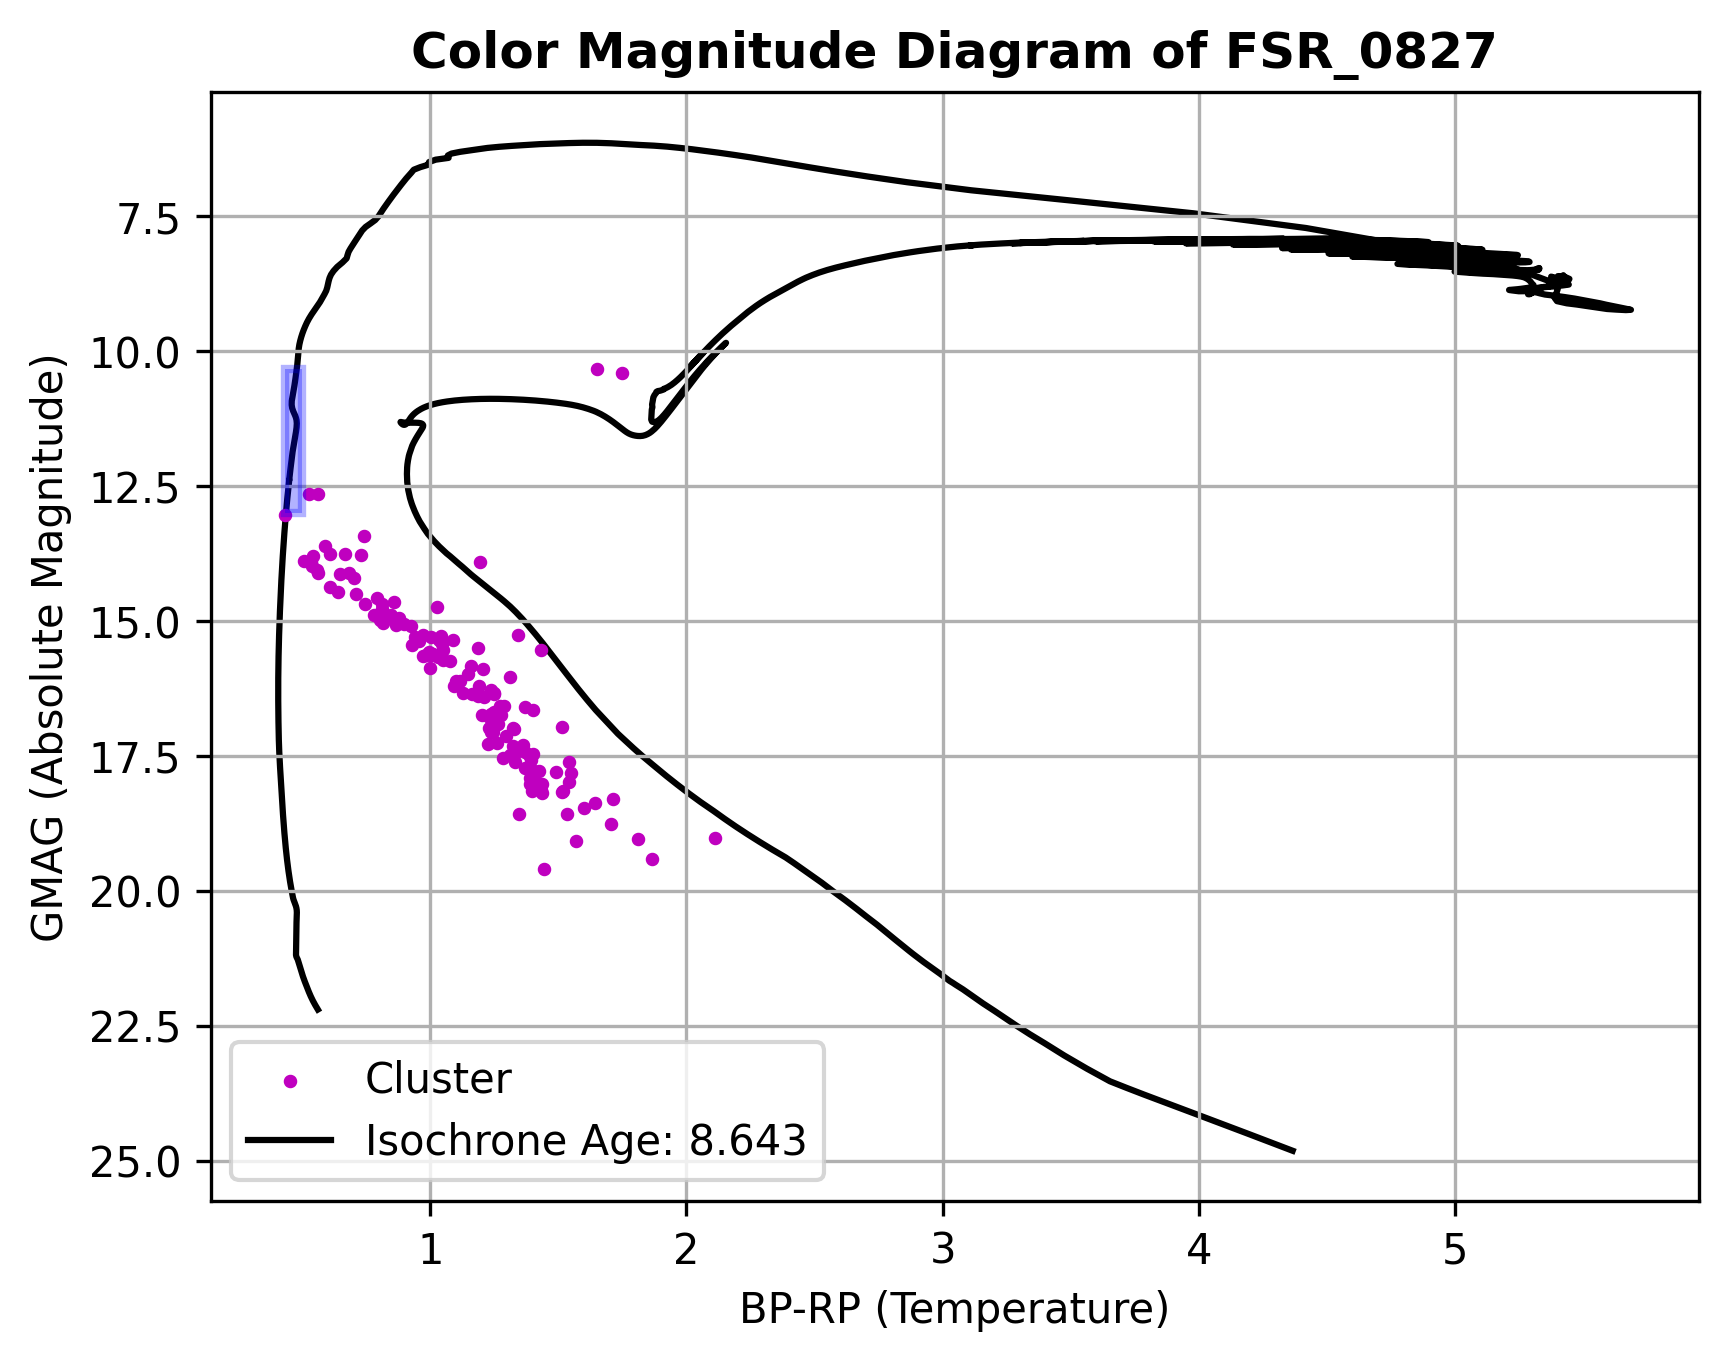 Color Magnitude Diagram of FSR_0827
GMAG (Absolute Magnitude)
7.5
10.0
12.5
15.0
17.5
20.0
22.5
25.0
Cluster
Isochrone Age: 8.643
1 2 3 4 5
BP-RP (Temperature)